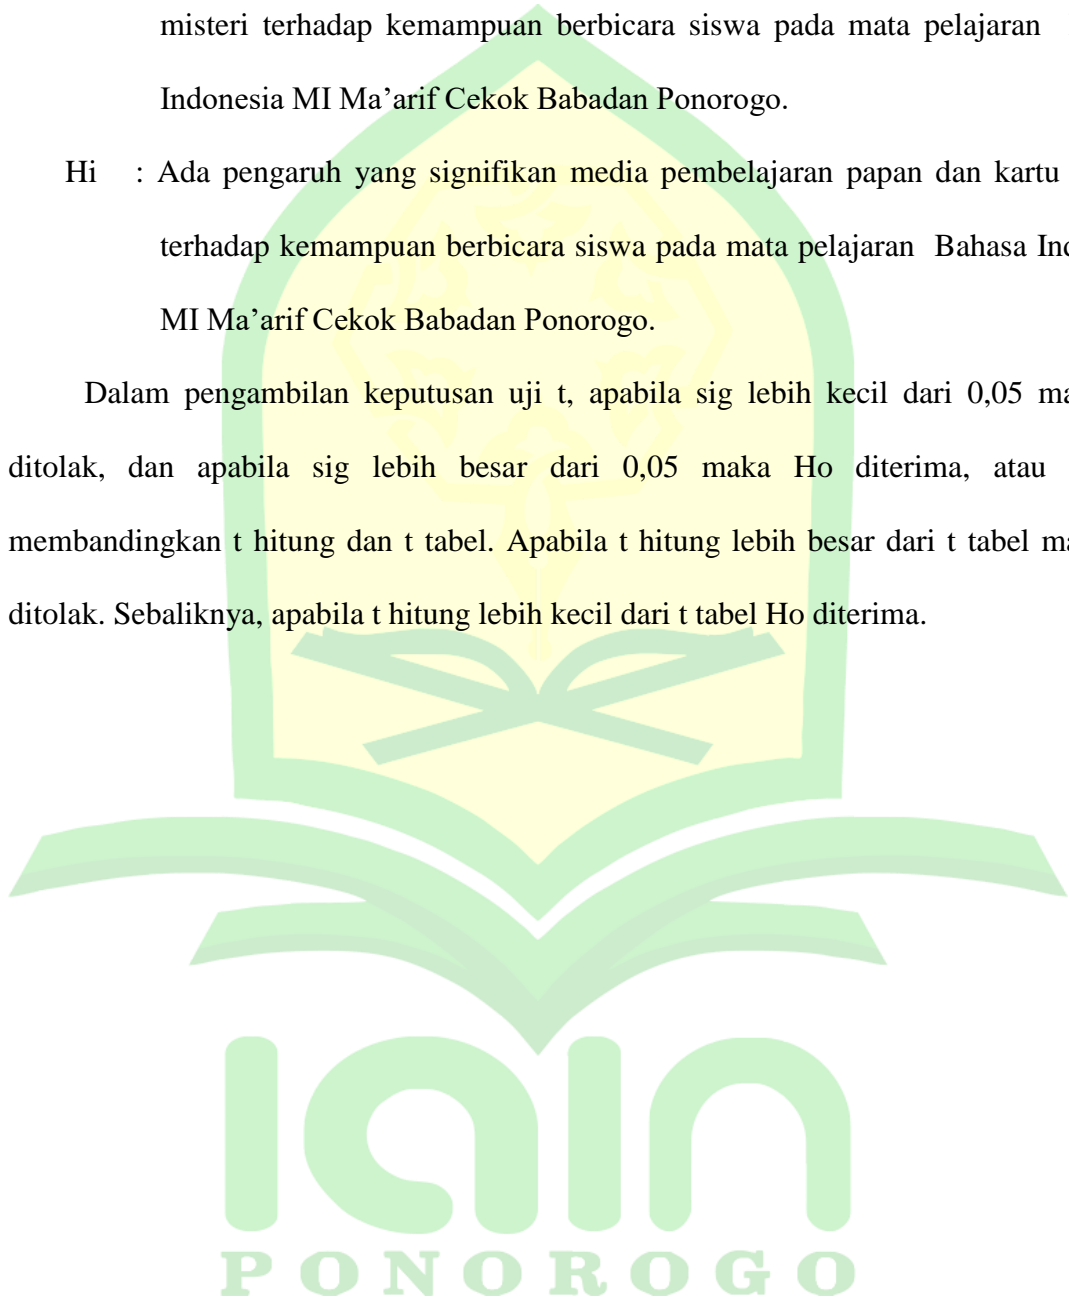 misteri terhadap kemampuan berbicara siswa pada mata pelajaran
Indonesia MI Ma’arif Cekok Babadan Ponorogo.
Hi : Ada pengaruh yang signifikan media pembelajaran papan dan kartu
terhadap kemampuan berbicara siswa pada mata pelajaran Bahasa
MI Ma’arif Cekok Babadan Ponorogo.
Dalam pengambilan keputusan uji t, apabila sig lebih kecil dari 0,05
ditolak, dan apabila sig lebih besar dari 0,05 maka Ho diterima, atau
membandingkan t hitung dan t tabel. Apabila t hitung lebih besar dari t tabel
ditolak. Sebaliknya, apabila t hitung lebih kecil dari t tabel Ho diterima.
iain
PONOROGO